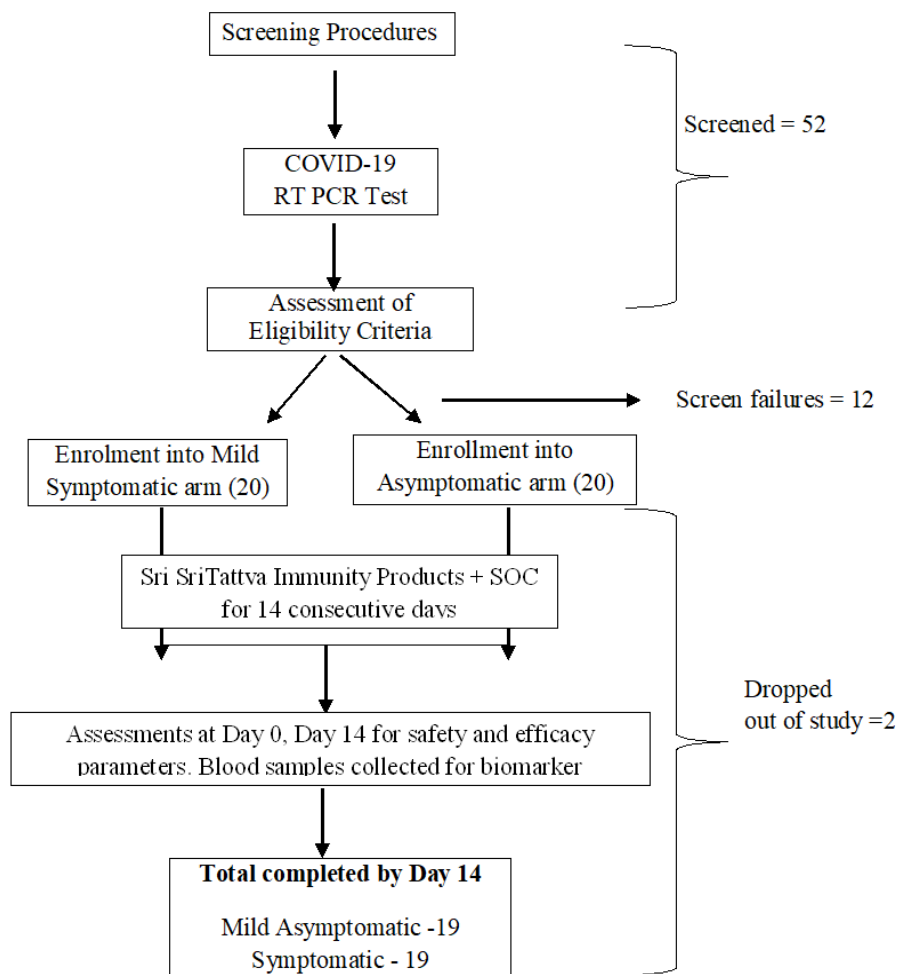 Screening Procedures
Screened = 52
COVID-19
RT PCR Test
Assessment of
Eligibility Criteria
Screen failures = 12
Enrolment into Mild
Symptomatic arm (20)
Enrollment into
Asymptomatic arm (20)
Sri SriTattva Immunity Products + SOC
for 14 consecutive days
Dropped
out of study =2
Assessments at Day 0, Day 14 for safety and efficacy
parameters. Blood samples collected for biomarker
Total completed by Day 14
Mild Asymptomatic -19
Symptomatic - 19